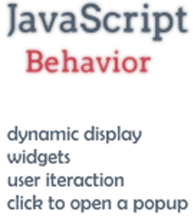 JavaScript
Behavior
dynamic display
widgets
user iteraction
click to open a popup